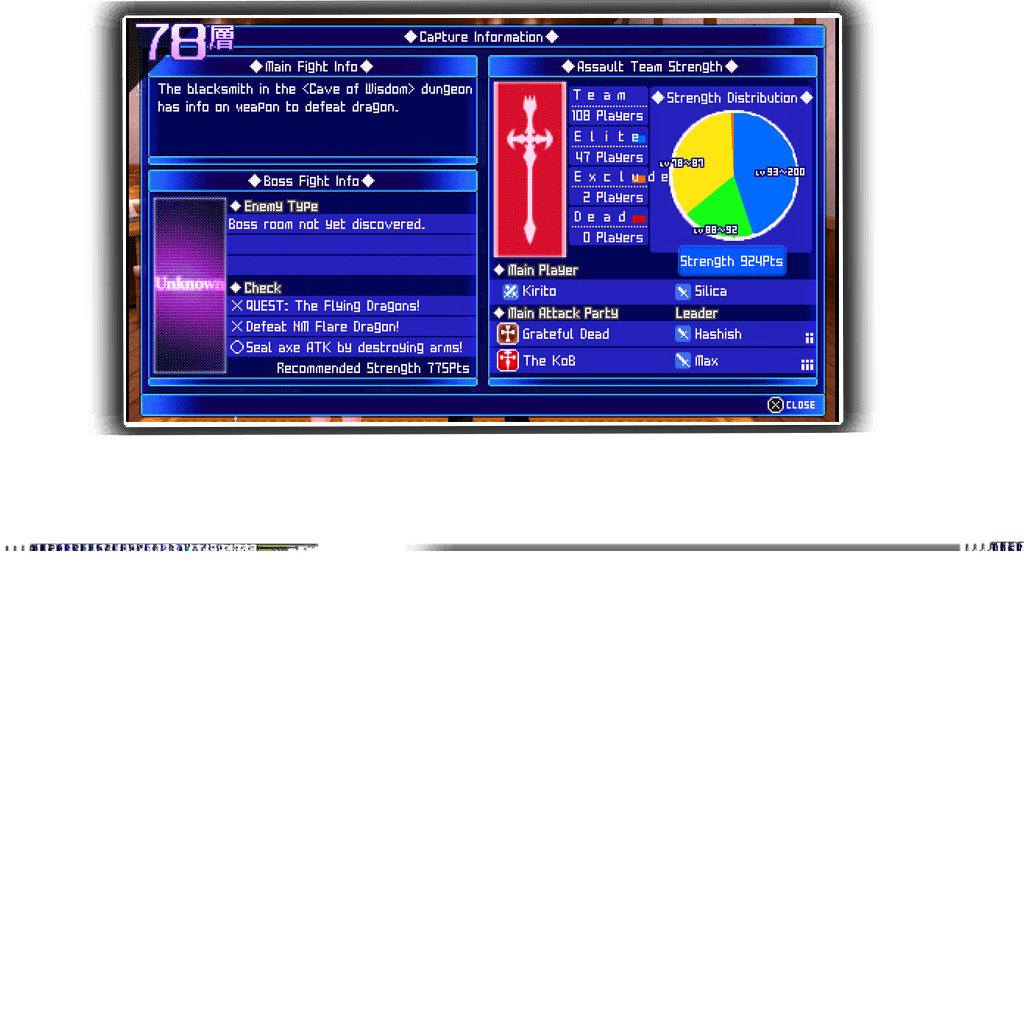 78層
◆Capture Information◆
◆Main Fight Info◆
The blacksmith in the <Cave of Wisdom> dungeon
has info on weapon to defeat dragon.
◆Boss Fight Info◆
Unknown
◆Enemy Type
Boss room not yet discovered.
◆Check
×QUEST: The Flying Dragons!
×Defeat NM Flare Dragon!
○Seal axe ATK by destroying arms!
Recommended Strength 775Pts
◆Assault Team Strength◆
Team
108 Players
Elite
47 Players
Exclude
2 Players
Dead
0 Players
◆Strength Distribution◆
Lv78~87
Lv93~200
Lv88~92
Strength 924Pts
◆Main Player
Kirito
Silica
◆Main Attack Party Leader
Grateful Dead Hashish
The KoB Max
CLOSE